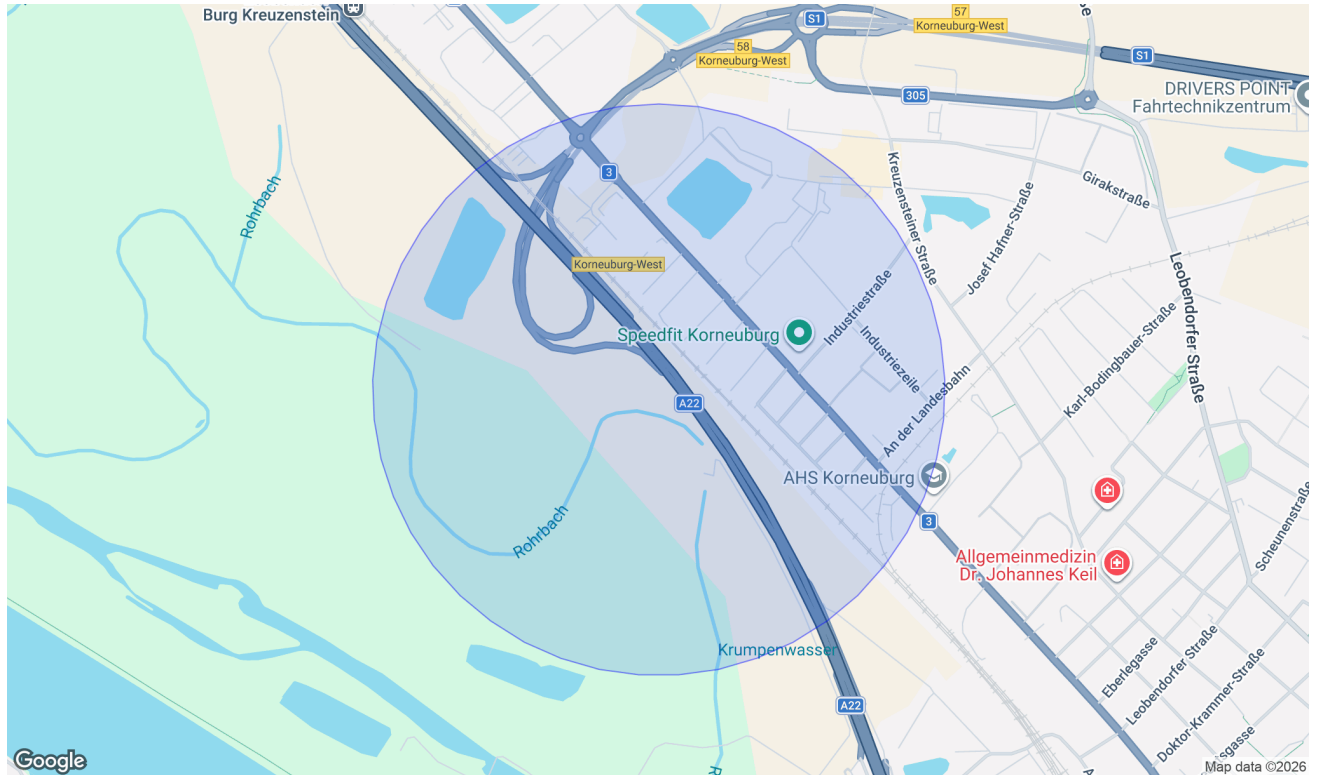 Burg Kreuzenstein
57
Korneuburg-West
S1
58
Korneuburg-West
S1
305
DRIVERS POINT
Fahrtechnikzentrum
3
Kreuzensteiner Straße
Girakstraße
Rohrbach
Josef Hafner-Straße
Leobendorfer Straße
Korneuburg-West
Industriestraße
Speedfit Korneuburg
Industriezeile
Karl-Bodingbauer-Straße
A22
An der Landesbahn
AHS Korneuburg
Rohrbach
3
Scheunenstraße
Allgemeinmedizin
Dr. Johannes Keil
Krumpenwasser
Eberlegasse
Leobendorfer Straße
Doktor-Krammer-Straße
A22
Google
Map data ©2026